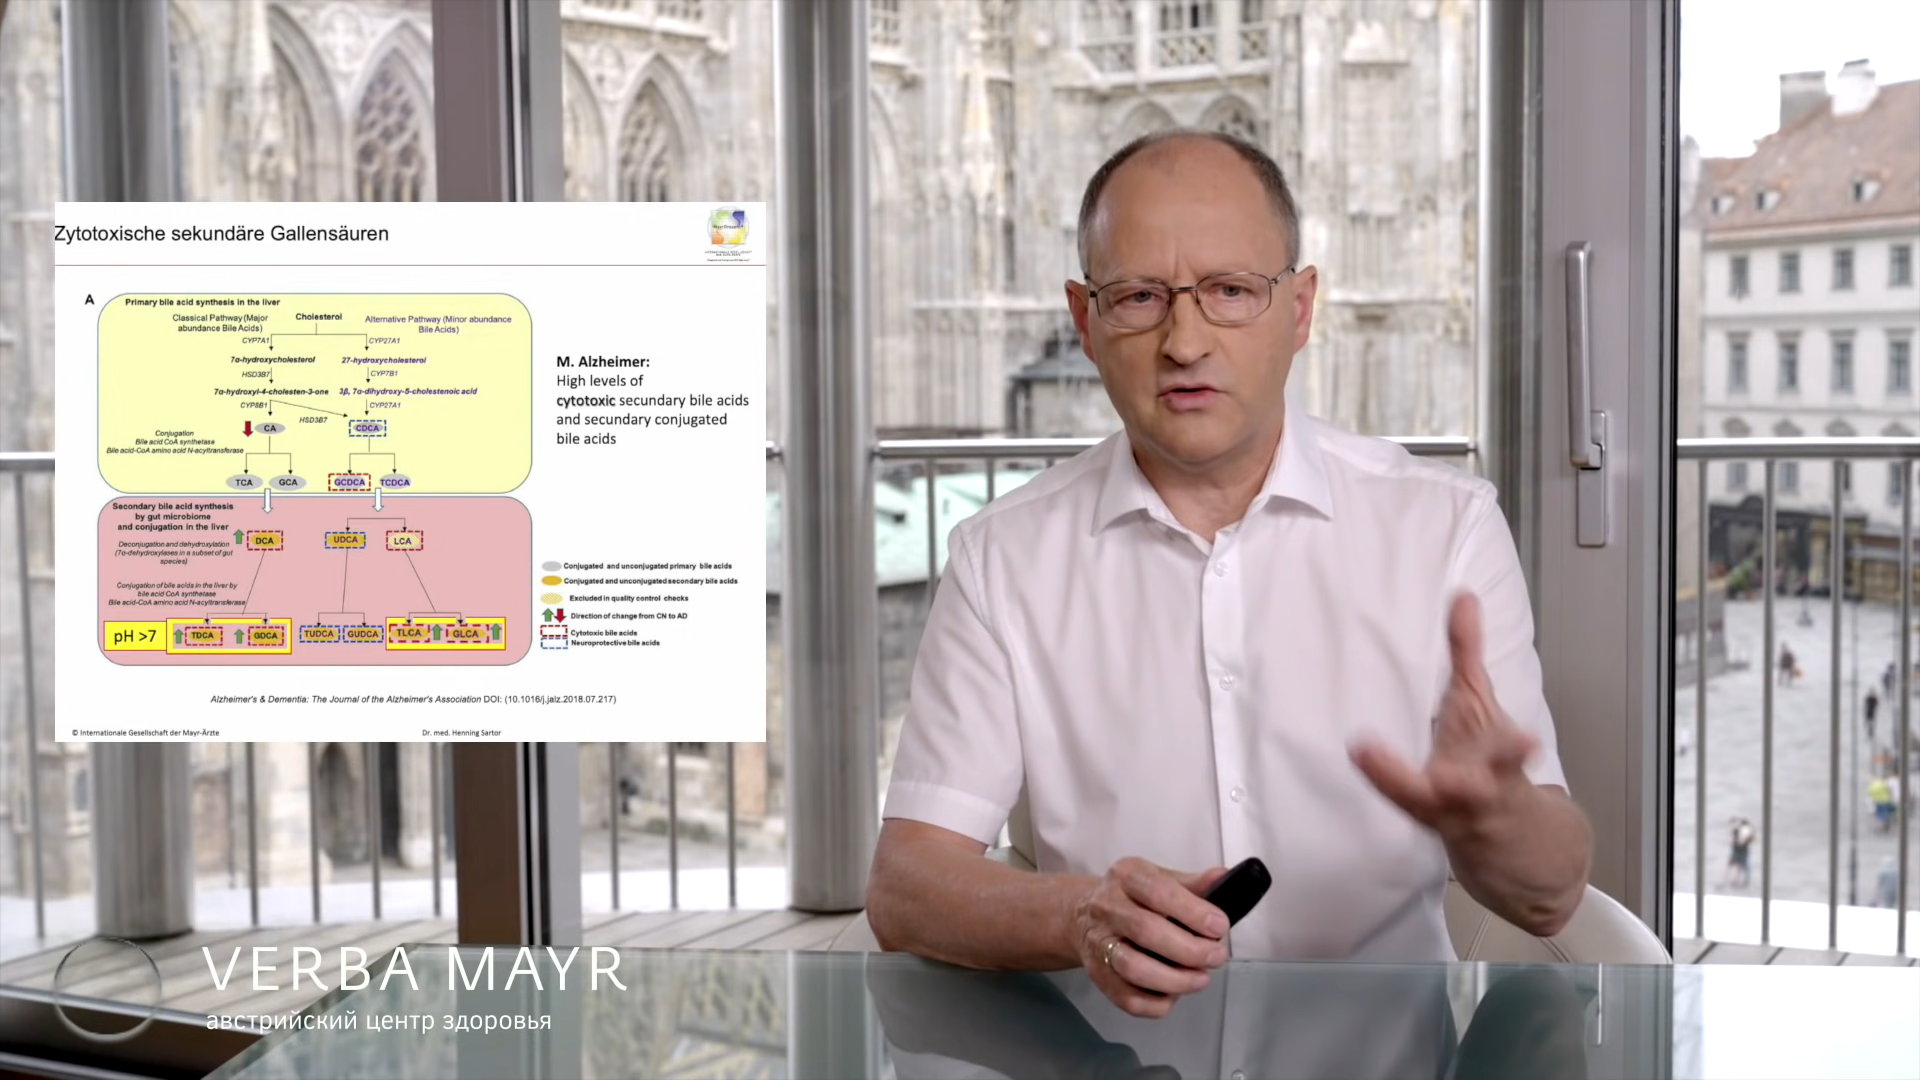 Zytotoxische sekundäre Gallensäuren
A
Primary bile acid synthesis in the liver
Classical Pathway (Major
abundance Bile Acids)
Cholesterol
Alternative Pathway (Minor abundance
Bile Acids)
CYP7A1
CYP27A1
7α-hydroxycholesterol
27-hydroxycholesterol
HSD3B7
CYP7B1
7α-hydroxyl-4-cholesten-3-one
3β, 7α-dihydroxy-5-cholestenoic acid
CYP8B1
HSD3B7
CYP27A1
CA
CDCA
Conjugation
Bile acid CoA synthetase
Bile acid-CoA amino acid N-acyltransferase
TCA
GCA
GCDCA
TCDCA
Secondary bile acid synthesis
by gut microbiome
and conjugation in the liver
Deconjugation and dehydroxylation
(7α-dehydroxylases in a subset of gut
species)
DCA
UDCA
LCA
Conjugation of bile acids in the liver by
bile acid CoA synthetase
Bile acid-CoA amino acid N-acyltransferase
pH >7
TDCA
GDCA
TUDCA
GUDCA
TLCA
GLCA
M. Alzheimer:
High levels of
cytotoxic secundary bile acids
and secundary conjugated
bile acids
Conjugated and unconjugated primary bile acids
Conjugated and unconjugated secondary bile acids
Excluded in quality control checks
Direction of change from CN to AD
Cytotoxic bile acids
Neuroprotective bile acids
Alzheimer's & Dementia: The Journal of the Alzheimer's Association DOI: (10.1016/j.jalz.2018.07.217)
© Internationale Gesellschaft der Mayr-Ärzte
Dr. med. Henning Sartor
VERBA MAYR
австрийский центр здоровья